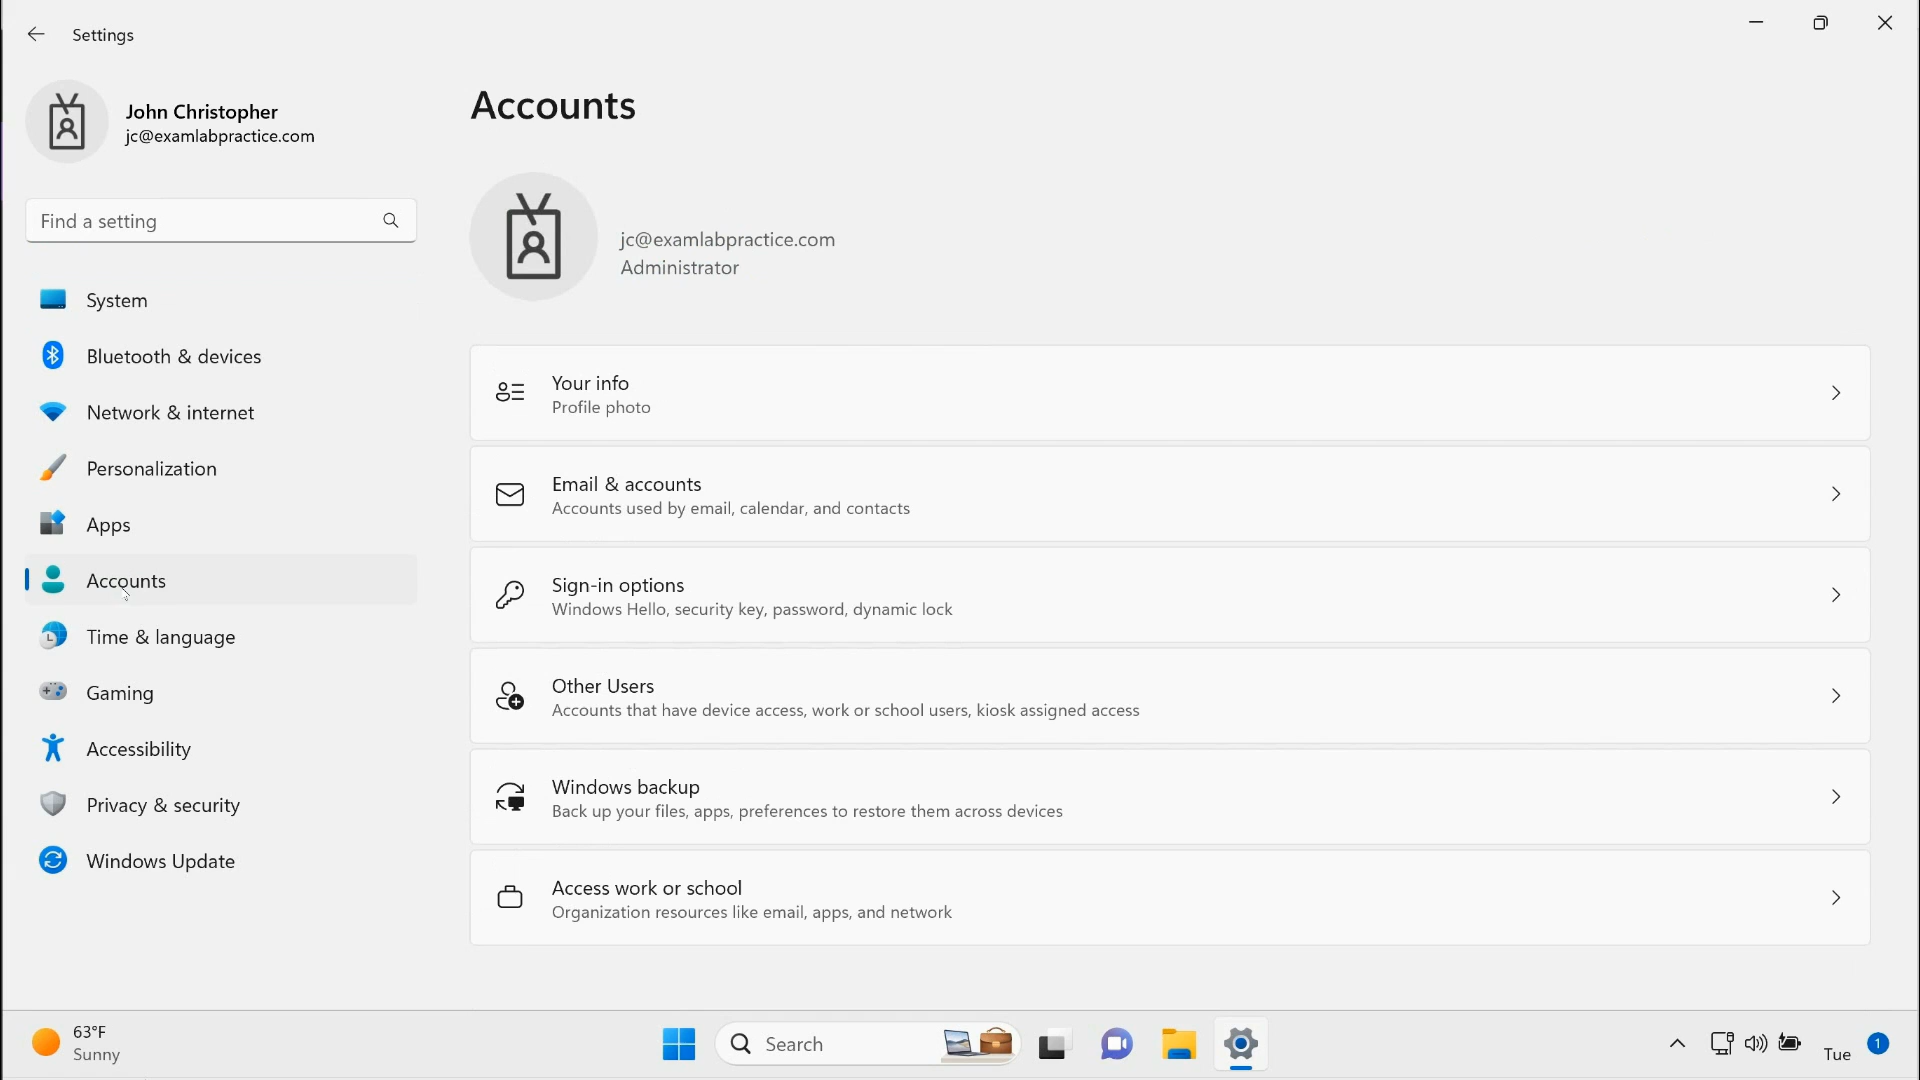 Settings
John Christopher
jc@examlabpractice.com
Find a setting
System
Bluetooth & devices
Network & internet
Personalization
Apps
Accounts
Time & language
Gaming
Accessibility
Privacy & security
Windows Update
Accounts
jc@examlabpractice.com
Administrator
Your info
Profile photo
Email & accounts
Accounts used by email, calendar, and contacts
Sign-in options
Windows Hello, security key, password, dynamic lock
Other Users
Accounts that have device access, work or school users, kiosk assigned access
Windows backup
Back up your files, apps, preferences to restore them across devices
Access work or school
Organization resources like email, apps, and network
63°F
Sunny
Search
Tue
1